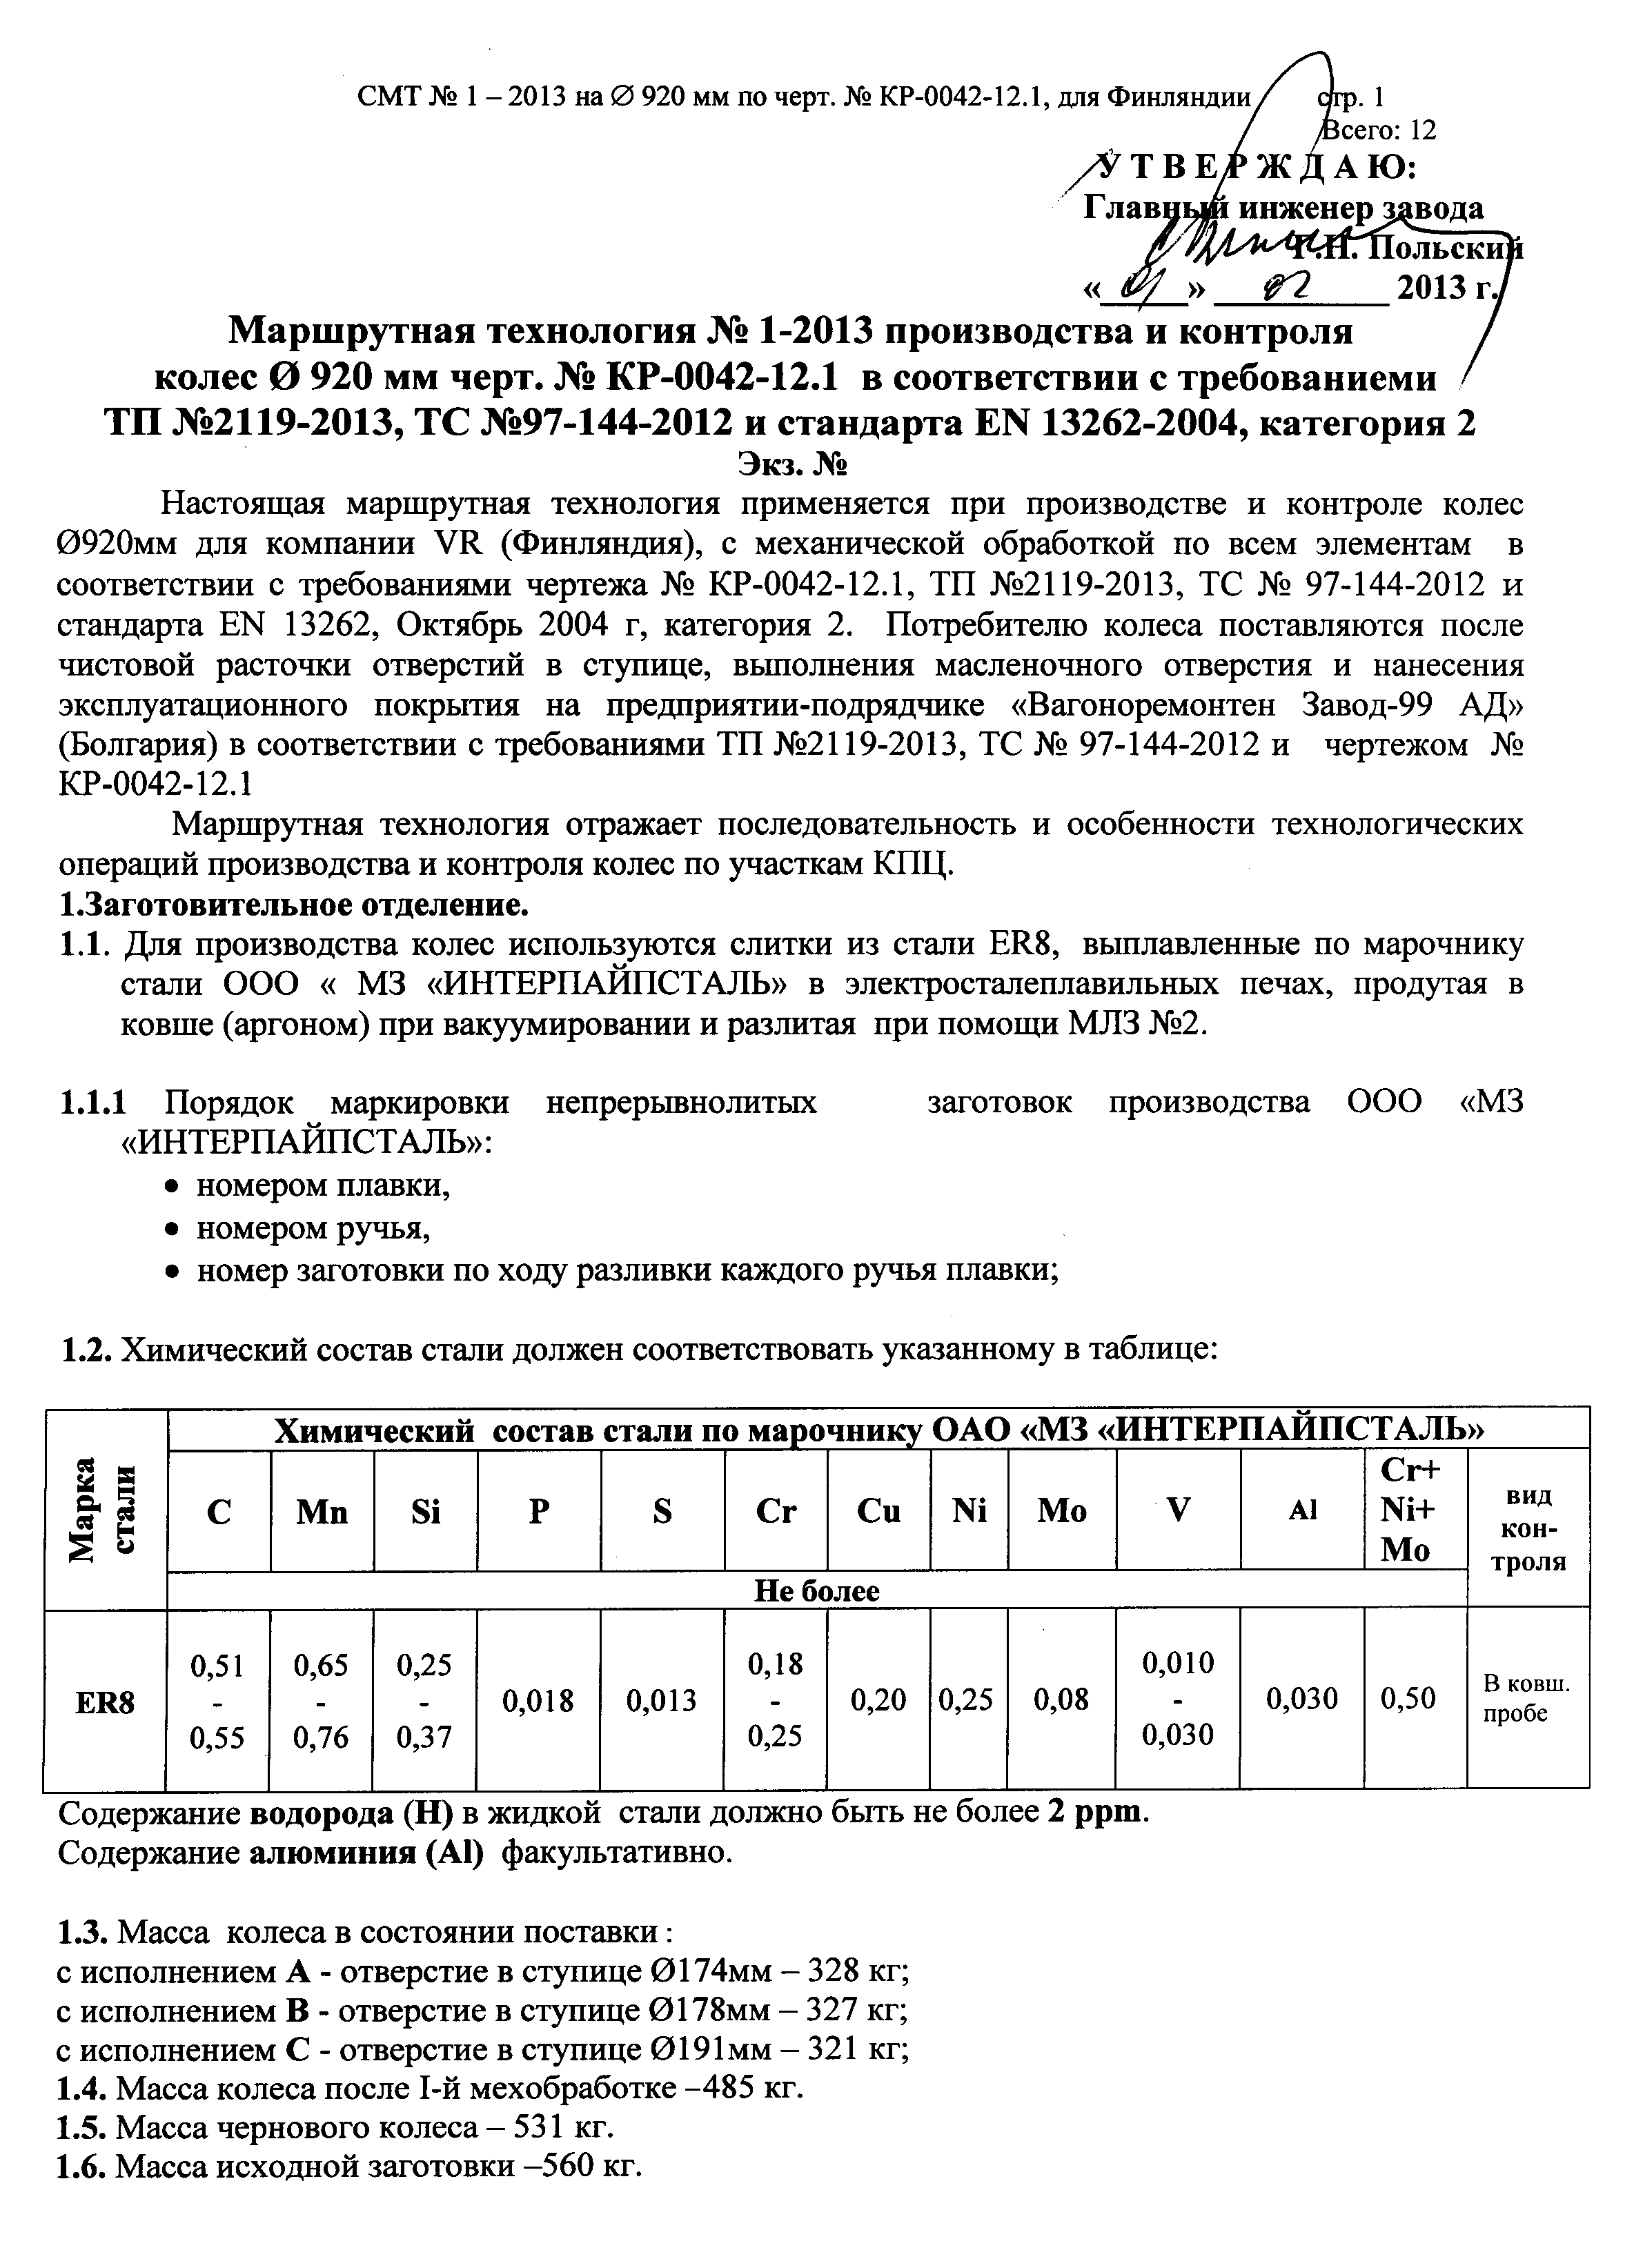 СМТ № 1 – 2013 на Ø 920 мм по черт. № КР-0042-12.1, для Финляндии стр. 1
Всего: 12
У Т В Е Р Ж Д А Ю:
Главный инженер завода
Г.Н. Польский
« » 02 2013 г.
Маршрутная технология № 1-2013 производства и контроля
колес Ø 920 мм черт. № КР-0042-12.1 в соответствии с требованиеми
ТП №2119-2013, ТС №97-144-2012 и стандарта EN 13262-2004, категория 2
Экз. №
Настоящая маршрутная технология применяется при производстве и контроле колес
Ø920мм для компании VR (Финляндия), с механической обработкой по всем элементам в
соответствии с требованиями чертежа № КР-0042-12.1, ТП №2119-2013, ТС № 97-144-2012 и
стандарта EN 13262, Октябрь 2004 г, категория 2. Потребителю колеса поставляются после
чистовой расточки отверстий в ступице, выполнения масленочного отверстия и нанесения
эксплуатационного покрытия на предприятии-подрядчике «Вагоноремонтен Завод-99 АД»
(Болгария) в соответствии с требованиями ТП №2119-2013, ТС № 97-144-2012 и чертежом №
КР-0042-12.1
Маршрутная технология отражает последовательность и особенности технологических
операций производства и контроля колес по участкам КПЦ.
1.Заготовительное отделение.
1.1. Для производства колес используются слитки из стали ER8, выплавленные по марочнику
стали ООО « МЗ «ИНТЕРПАЙПСТАЛЬ» в электросталеплавильных печах, продутая в
ковше (аргоном) при вакуумировании и разлитая при помощи МЛЗ №2.
1.1.1 Порядок маркировки непрерывнолитых заготовок производства ООО «МЗ
«ИНТЕРПАЙПСТАЛЬ»:
• номером плавки,
• номером ручья,
• номер заготовки по ходу разливки каждого ручья плавки;
1.2. Химический состав стали должен соответствовать указанному в таблице:
Марка стали
Химический состав стали по марочнику ОАО «МЗ «ИНТЕРПАЙПСТАЛЬ»
C Mn Si P S Cr Cu Ni Mo V Al Cr+ Ni+ Mo вид кон- троля
Не более
ER8 0,51 - 0,55 0,65 - 0,76 0,25 - 0,37 0,018 0,013 0,18 - 0,25 0,20 0,25 0,08 0,010 - 0,030 0,030 0,50 В ковш. пробе
Содержание водорода (Н) в жидкой стали должно быть не более 2 ppm.
Содержание алюминия (Al) факультативно.
1.3. Масса колеса в состоянии поставки :
с исполнением А - отверстие в ступице Ø174мм – 328 кг;
с исполнением В - отверстие в ступице Ø178мм – 327 кг;
с исполнением С - отверстие в ступице Ø191мм – 321 кг;
1.4. Масса колеса после I-й мехобработке –485 кг.
1.5. Масса чернового колеса – 531 кг.
1.6. Масса исходной заготовки –560 кг.